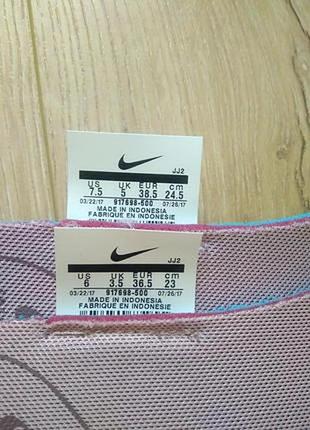 JJ2
US UK EUR cm
7.5 5 38.5 24.5
03/22/17 917698-500 07/26/17
MADE IN INDONESIA
FABRIQUE EN INDONESIE
JJ2
US UK EUR cm
6 3.5 36.5 23
03/22/17 917698-500 07/26/17
MADE IN INDONESIA
FABRIQUE EN INDONESIE